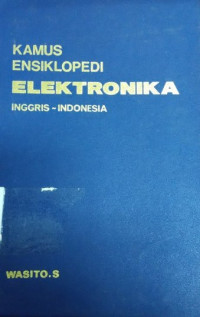 KAMUS
ENSIKLOPEDI
ELEKTRONIKA
INGGRIS - INDONESIA
WASITO.S